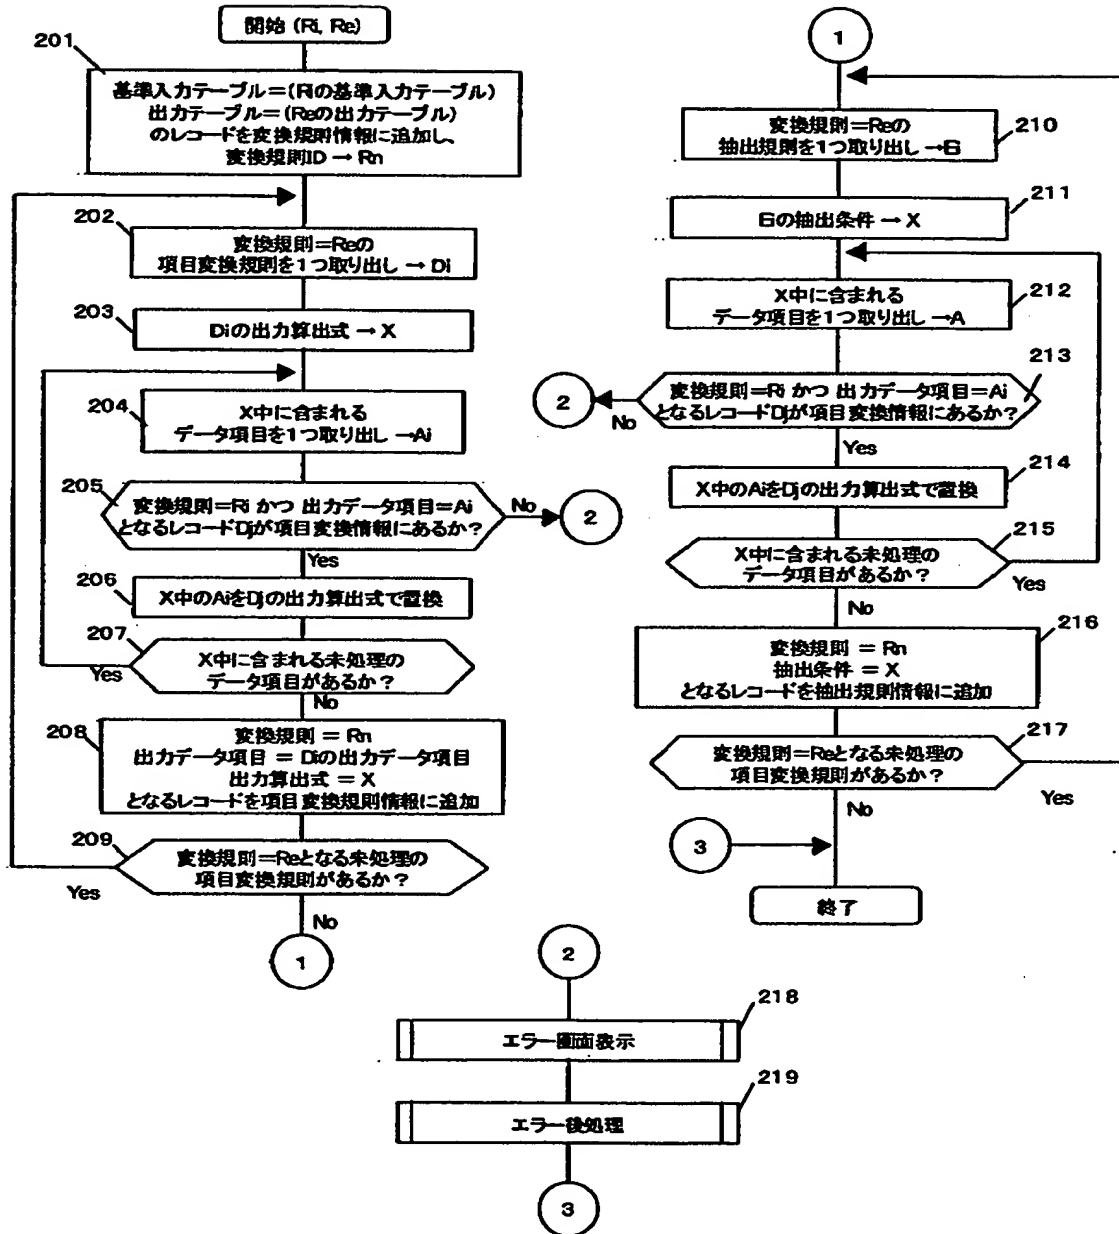 開始 (Ri, Re)
201
基準入力テーブル=(Riの基準入力テーブル)
出力テーブル=(Reの出力テーブル)
のレコードを変換規則情報に追加し、
変換規則ID → Rn
202
変換規則=Reの
項目変換規則を1つ取り出し → Di
203
Diの出力算出式 → X
204
X中に含まれる
データ項目を1つ取り出し →Ai
205
変換規則=Ri かつ 出力データ項目=Ai
となるレコードDjが項目変換情報にあるか?
No
2
Yes
206
X中のAiをDjの出力算出式で置換
207
X中に含まれる未処理の
データ項目があるか?
Yes
No
208
変換規則 = Rn
出力データ項目 = Diの出力データ項目
出力算出式 = X
となるレコードを項目変換規則情報に追加
209
変換規則=Reとなる未処理の
項目変換規則があるか?
Yes
No
1
1
変換規則=Reの
抽出規則を1つ取り出し →Ei
210
Eiの抽出条件 → X
211
X中に含まれる
データ項目を1つ取り出し →A
212
213
変換規則=Ri かつ 出力データ項目=Ai
となるレコードDjが項目変換情報にあるか?
2
No
Yes
214
X中のAiをDjの出力算出式で置換
215
X中に含まれる未処理の
データ項目があるか?
Yes
No
216
変換規則 = Rn
抽出条件 = X
となるレコードを抽出規則情報に追加
217
変換規則=Reとなる未処理の
項目変換規則があるか?
Yes
No
3
終了
2
218
エラー画面表示
219
エラー後処理
3